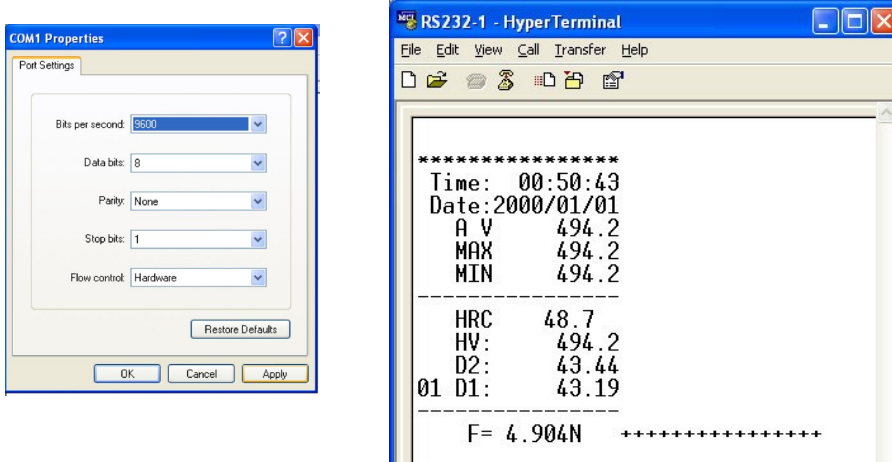 COM1 Properties
Port Settings
Bits per second: 9600
Data bits: 8
Parity: None
Stop bits: 1
Flow control: Hardware
Restore Defaults
OK Cancel Apply
RS232-1 - HyperTerminal
File Edit View Call Transfer Help
****************
Time: 00:50:43
Date:2000/01/01
A V 494.2
MAX 494.2
MIN 494.2
----------------
HRC 48.7
HV: 494.2
D2: 43.44
01 D1: 43.19
----------------
F= 4.904N ++++++++++++++++